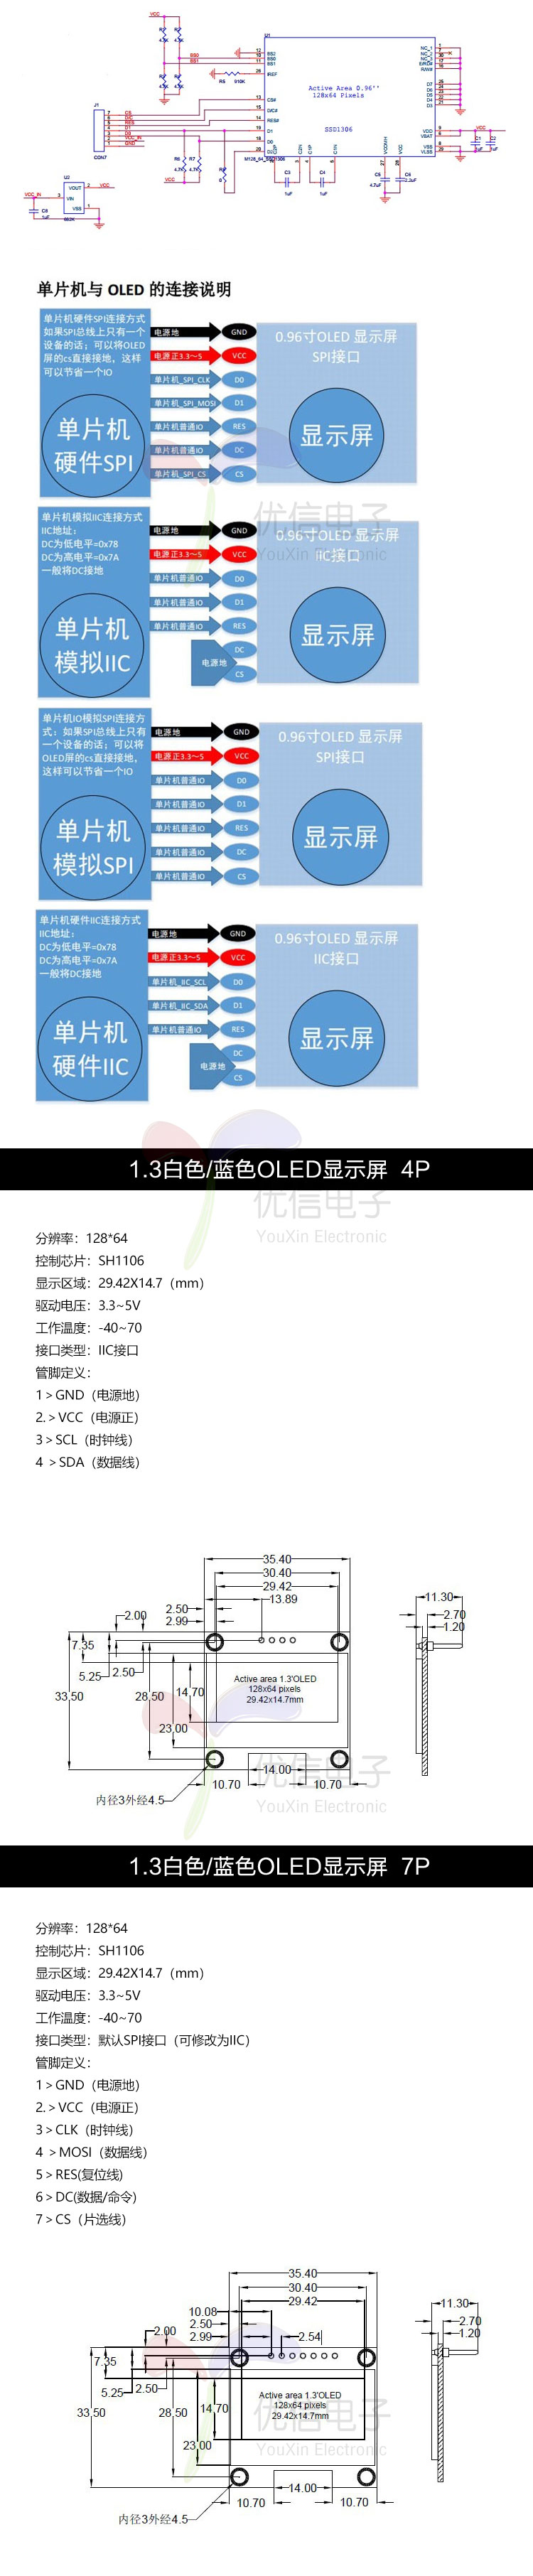 VCC
4.7K
4.7K
BS0
BS1
4.7K
4.7K
R5
910K
U1
BS2
BS0
BS1
IREF
CS#
D/C#
RES#
D1
D0
Active Area 0.96''
128x64 Pixels
SSD1306
NC_1
R/W#
D7
D6
D5
D4
D3
VDD
VBAT
VSS
VLSS
VCC
J1
CON7
CS
D/C
RES
D1
D0
VCC_IN
GND
R6
4.7K
R7
4.7K
VCC
C3
1uF
C4
1uF
C5
4.7uF
C6
2.2uF
U2
VOUT
VIN
VSS
662K
VCC
VCC_IN
1uF
单片机与 OLED 的连接说明
单片机硬件SPI连接方式
如果SPI总线上只有一个
设备的话；可以将OLED
屏的cs直接接地，这样
可以节省一个IO
单片机
硬件SPI
电源地
GND
电源正3.3～5
VCC
单片机_SPI_CLK
D0
单片机_SPI_MOSI
D1
单片机普通IO
RES
单片机普通IO
DC
单片机_SPI_CS
CS
0.96寸OLED 显示屏
SPI接口
显示屏
优信电子
YouXin Electronic
单片机模拟IIC连接方式
IIC地址：
DC为低电平=0x78
DC为高电平=0x7A
一般将DC接地
单片机
模拟IIC
电源地
GND
电源正3.3～5
VCC
单片机普通IO
D0
单片机普通IO
D1
单片机普通IO
RES
电源地
DC
CS
0.96寸OLED 显示屏
IIC接口
显示屏
单片机IO模拟SPI连接方
式：如果SPI总线上只有
一个设备的话；可以将
OLED屏的cs直接接地，
这样可以节省一个IO
单片机
模拟SPI
电源地
GND
电源正3.3～5
VCC
单片机普通IO
D0
单片机普通IO
D1
单片机普通IO
RES
单片机普通IO
DC
单片机普通IO
CS
0.96寸OLED 显示屏
SPI接口
显示屏
单片机硬件IIC连接方式
IIC地址：
DC为低电平=0x78
DC为高电平=0x7A
一般将DC接地
单片机
硬件IIC
电源地
GND
电源正3.3～5
VCC
单片机_IIC_SCL
D0
单片机_IIC_SDA
D1
单片机普通IO
RES
电源地
DC
CS
0.96寸OLED 显示屏
IIC接口
显示屏
1.3白色/蓝色OLED显示屏 4P
优信电子
YouXin Electronic
分辨率：128*64
控制芯片：SH1106
显示区域：29.42X14.7（mm）
驱动电压：3.3~5V
工作温度：-40~70
接口类型：IIC接口
管脚定义：
1 > GND（电源地）
2. > VCC（电源正）
3 > SCL（时钟线）
4 > SDA（数据线）
35.40
30.40
29.42
13.89
2.50
2.99
2.00
7.35
5.25
2.50
33.50
28.50
14.70
23.00
Active area 1.3'OLED
128x64 pixels
29.42x14.7mm
11.30
2.70
1.20
14.00
10.70
10.70
内径3外经4.5
优信电子
YouXin Electronic
1.3白色/蓝色OLED显示屏 7P
分辨率：128*64
控制芯片：SH1106
显示区域：29.42X14.7（mm）
驱动电压：3.3~5V
工作温度：-40~70
接口类型：默认SPI接口（可修改为IIC）
管脚定义：
1 > GND（电源地）
2. > VCC（电源正）
3 > CLK（时钟线）
4 > MOSI（数据线）
5 > RES(复位线)
6 > DC(数据/命令)
7 > CS（片选线）
35.40
30.40
29.42
10.08
2.50
2.99
2.54
2.00
7.35
5.25
2.50
33.50
28.50
14.70
23.00
Active area 1.3'OLED
128x64 pixels
29.42x14.7mm
11.30
2.70
1.20
14.00
10.70
10.70
内径3外经4.5
优信电子
YouXin Electronic